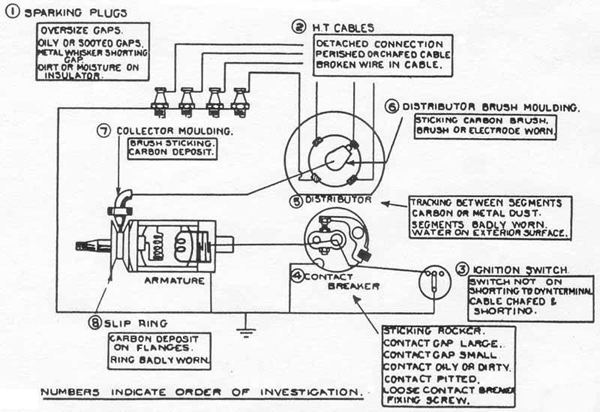 ① SPARKING PLUGS
OVERSIZE GAPS.
OILY OR SOOTED GAPS.
METAL WHISKER SHORTING
GAP.
DIRT OR MOISTURE ON
INSULATOR.
② H.T CABLES
DETACHED CONNECTION
PERISHED OR CHAFED CABLE
BROKEN WIRE IN CABLE.
⑥ DISTRIBUTOR BRUSH MOULDING.
STICKING CARBON BRUSH.
BRUSH OR ELECTRODE WORN.
⑦ COLLECTOR MOULDING.
BRUSH STICKING.
CARBON DEPOSIT.
⑤ DISTRIBUTOR
TRACKING BETWEEN SEGMENTS
CARBON OR METAL DUST.
SEGMENTS BADLY WORN.
WATER ON EXTERIOR SURFACE.
ARMATURE
④ CONTACT
BREAKER
③ IGNITION SWITCH.
SWITCH NOT ON
SHORTING TO DYN TERMINAL
CABLE CHAFED &
SHORTING.
⑧ SLIP RING
CARBON DEPOSIT
ON FLANGES.
RING BADLY WORN.
STICKING ROCKER.
CONTACT GAP LARGE.
CONTACT GAP SMALL
CONTACT OILY OR DIRTY.
CONTACT PITTED.
LOOSE CONTACT BREAKER
FIXING SCREW.
NUMBERS INDICATE ORDER OF INVESTIGATION.